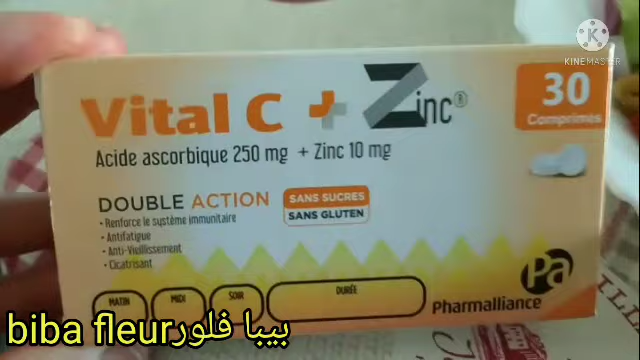 KINEMASTER
Vital C + Zinc®
30
Comprimés
Acide ascorbique 250 mg + Zinc 10 mg
DOUBLE ACTION
SANS SUCRES
SANS GLUTEN
• Renforce le système immunitaire
• Antifatigue
• Anti-Vieillissement
• Cicatrisant
MATIN
MIDI
SOIR
DURÉE
Pa
Pharmalliance
biba fleur بيبا فلور